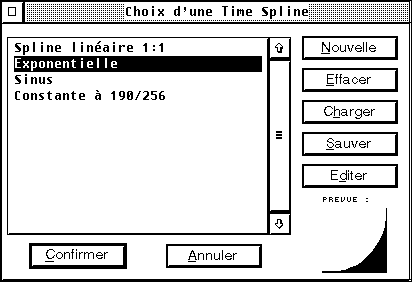 Choix d'une Time Spline
Spline linéaire 1:1
Exponentielle
Sinus
Constante à 190/256
Nouvelle
Effacer
Charger
Sauver
Editer
PREVUE :
Confirmer
Annuler